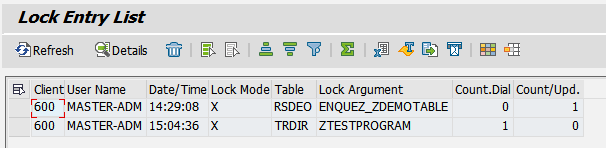 Lock Entry List
Refresh Details
Client User Name Date/Time Lock Mode Table Lock Argument Count.Dial Count/Upd.
600 MASTER-ADM 14:29:08 X RSDEO ENQUEZ_ZDEMOTABLE 0 1
600 MASTER-ADM 15:04:36 X TRDIR ZTESTPROGRAM 1 0